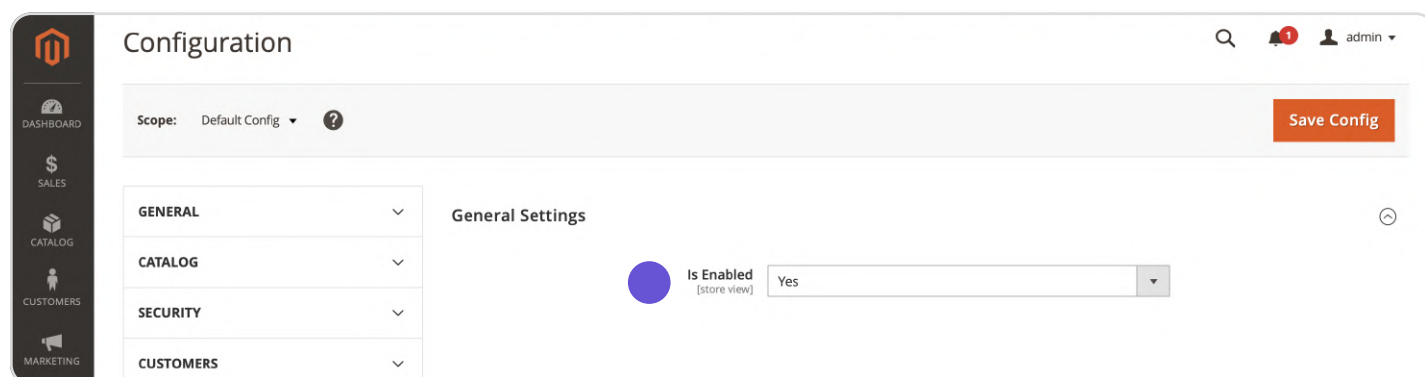 Configuration
1
admin
DASHBOARD
Scope: Default Config ?
Save Config
$
SALES
GENERAL
General Settings
CATALOG
CATALOG
Is Enabled
[store view]
Yes
CUSTOMERS
SECURITY
MARKETING
CUSTOMERS